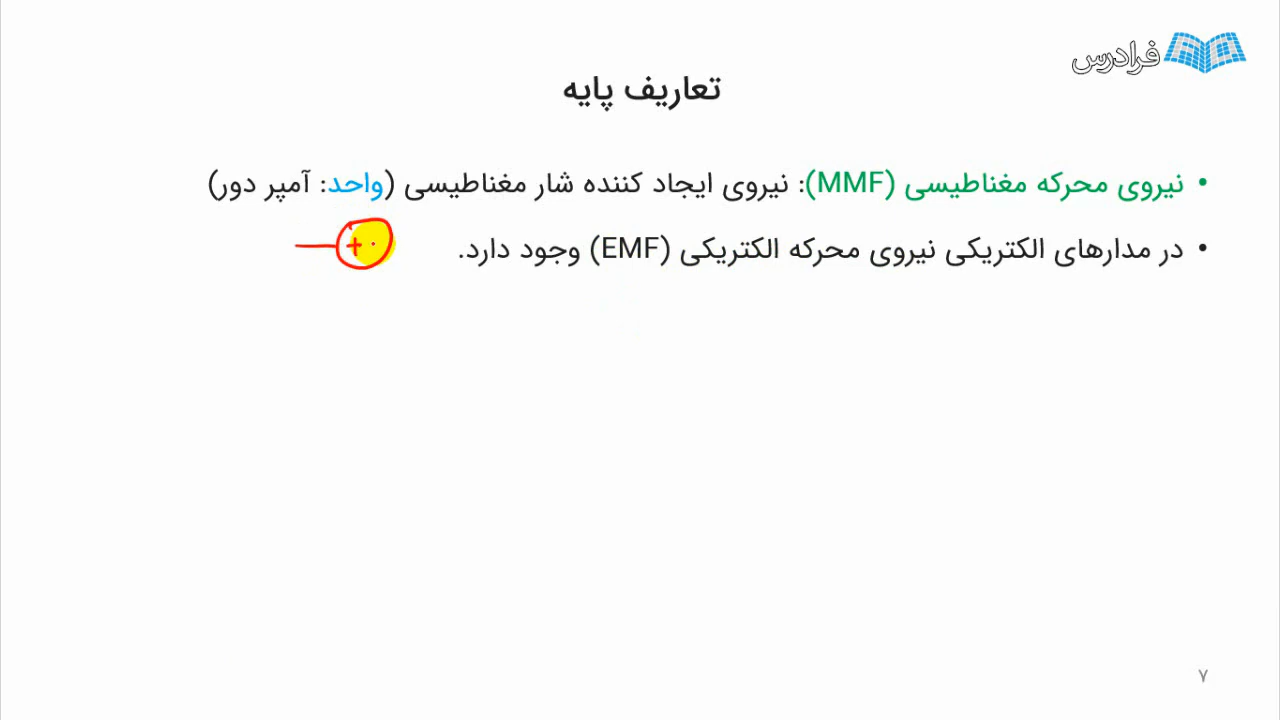 فرادرس
تعاریف پایه
• نیروی محرکه مغناطیسی (MMF): نیروی ایجاد کننده شار مغناطیسی (واحد: آمپر دور)
• در مدارهای الکتریکی نیروی محرکه الکتریکی (EMF) وجود دارد.
+
۷